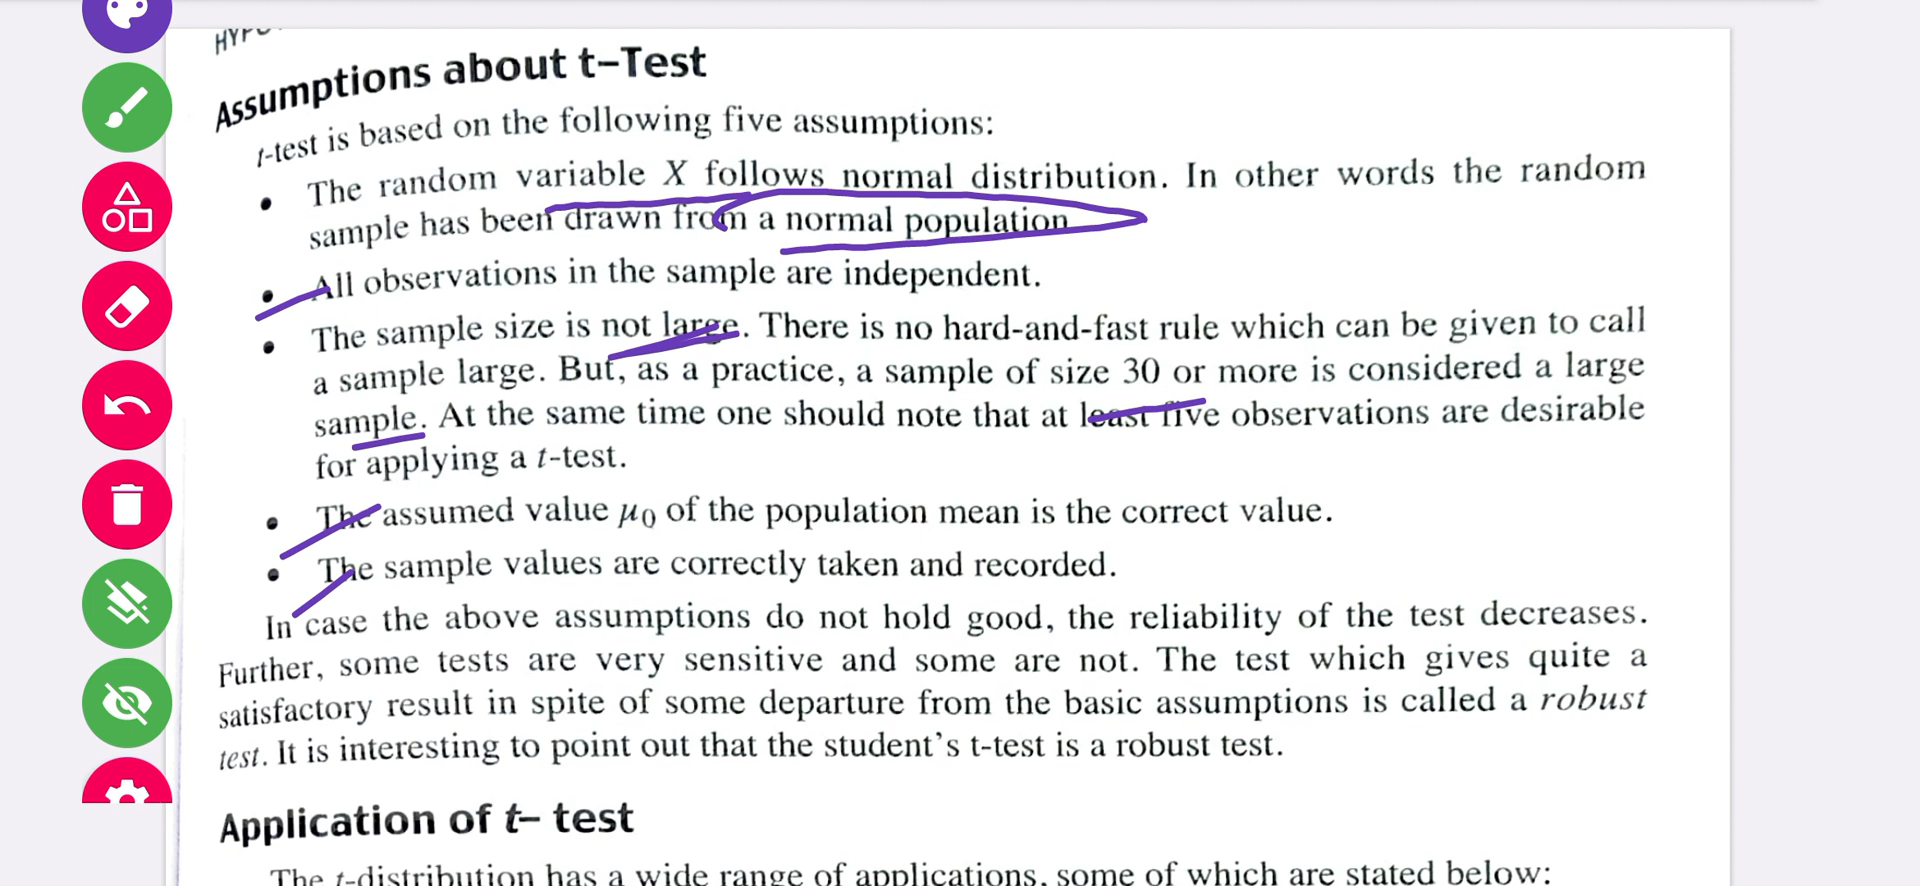 Assumptions about t–Test
t-test is based on the following five assumptions:
• The random variable X follows normal distribution. In other words the random
sample has been drawn from a normal population
• All observations in the sample are independent.
• The sample size is not large. There is no hard-and-fast rule which can be given to call
a sample large. But, as a practice, a sample of size 30 or more is considered a large
sample. At the same time one should note that at least five observations are desirable
for applying a t-test.
• The assumed value μ0 of the population mean is the correct value.
• The sample values are correctly taken and recorded.
In case the above assumptions do not hold good, the reliability of the test decreases.
Further, some tests are very sensitive and some are not. The test which gives quite a
satisfactory result in spite of some departure from the basic assumptions is called a robust
test. It is interesting to point out that the student's t-test is a robust test.
Application of t– test
The t-distribution has a wide range of applications, some of which are stated below: